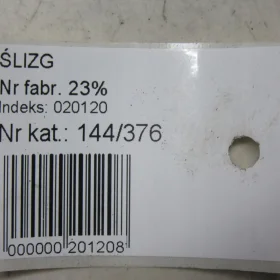 ŚLIZG
Nr fabr. 23%
Indeks: 020120
Nr kat.: 144/376
000000 201208